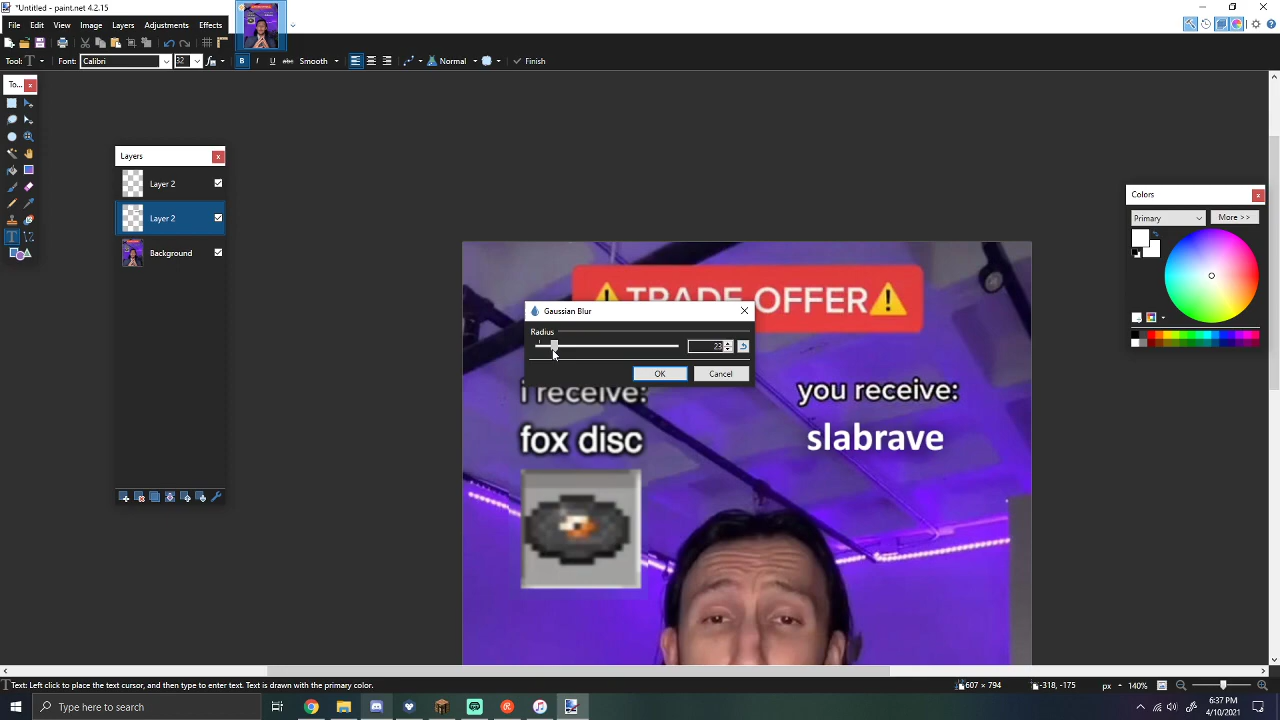 *Untitled - paint.net 4.2.15
File Edit View Image Layers Adjustments Effects
Tool: T Font: Calibri 32 B I U abc Smooth Normal Finish
To...
Layers
Layer 2
Layer 2
Background
Colors
Primary More >>
TRADE OFFER
Gaussian Blur
Radius
23
OK Cancel
i receive:
fox disc
you receive:
slabrave
Text: Left click to place the text cursor, and then type to enter text. Text is drawn with the primary color.
607 × 794 -318, -175 px 140%
Type here to search
6:37 PM
4/10/2021